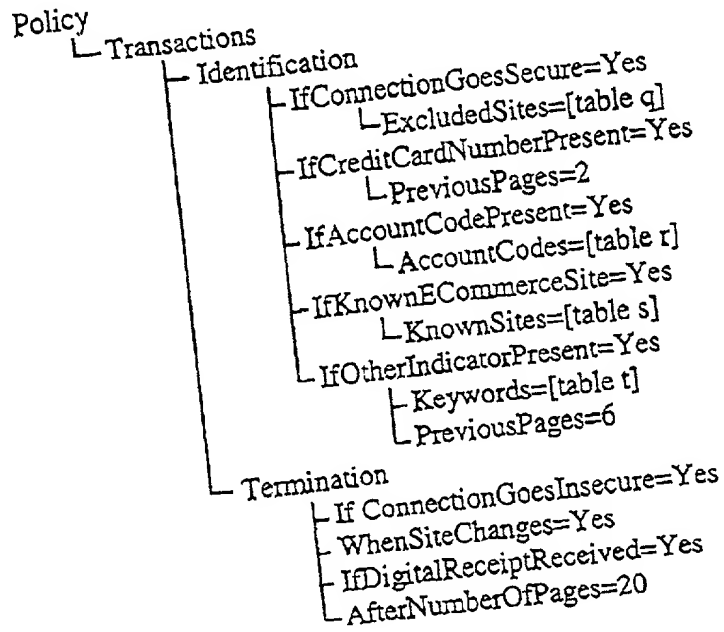 Policy
Transactions
Identification
IfConnectionGoesSecure=Yes
ExcludedSites=[table q]
IfCreditCardNumberPresent=Yes
PreviousPages=2
IfAccountCodePresent=Yes
AccountCodes=[table r]
IfKnownECommerceSite=Yes
KnownSites=[table s]
IfOtherIndicatorPresent=Yes
Keywords=[table t]
PreviousPages=6
Termination
If ConnectionGoesInsecure=Yes
WhenSiteChanges=Yes
IfDigitalReceiptReceived=Yes
AfterNumberOfPages=20